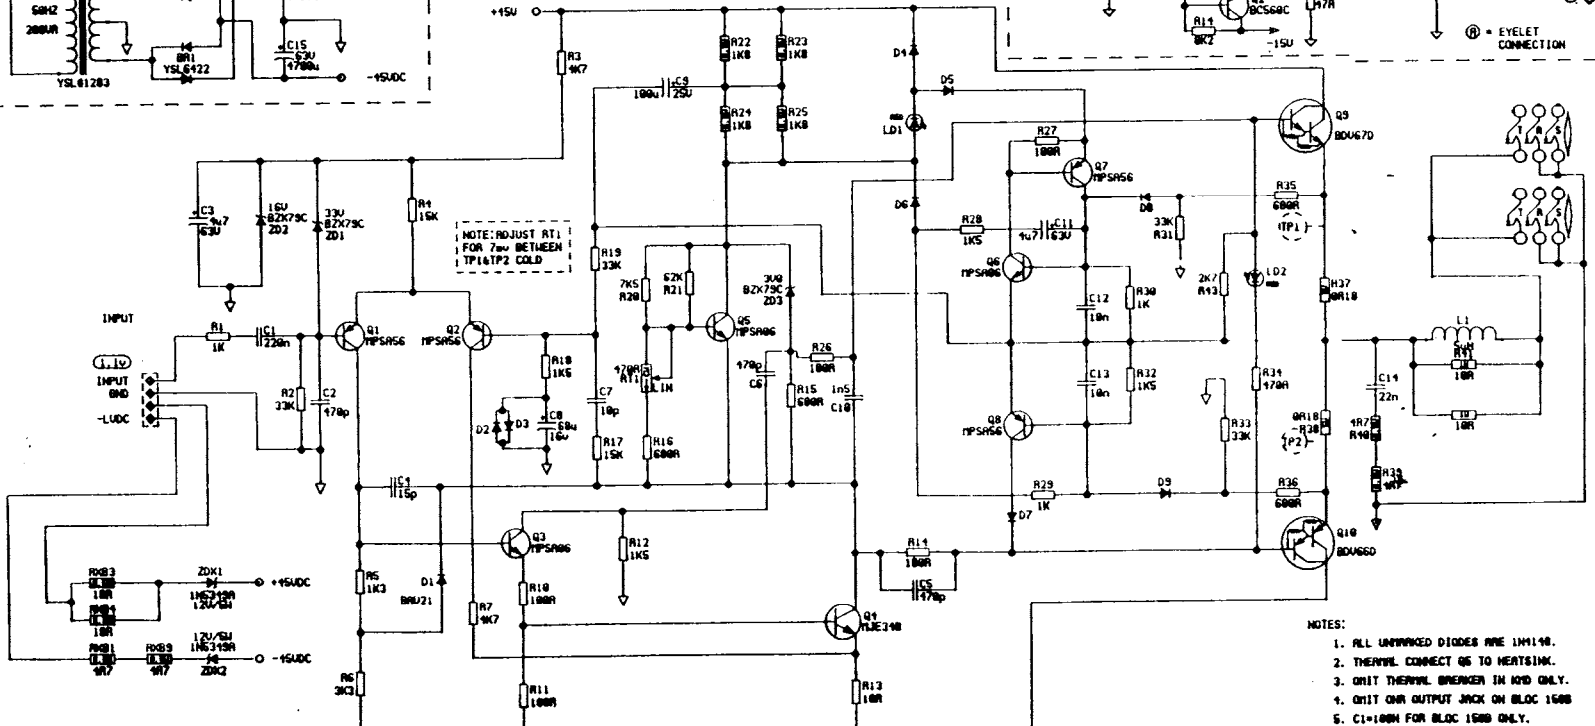 50HZ
200VA
YSL61283
BR1
YSL6422
C15
63V
4700u
-45VDC
+45V
R3
4K7
R22
1K8
R23
1K8
C9
100u
25V
R24
1K8
R25
1K8
D4
D5
LD1
BC560C
47R
R14
8K2
-15V
= EYELET
CONNECTION
C3
4u7
63V
16V
BZX79C
ZD2
33V
BZX79C
ZD1
R4
15K
NOTE:ADJUST RT1
FOR 7mv BETWEEN
TP1&TP2 COLD
R19
33K
7K5
R20
62K
R21
3V0
BZX79C
ZD3
Q5
MPSA06
R27
100R
Q7
MPSA56
D6
R28
1K5
C11
4u7
63V
Q6
MPSA06
D8
33K
R31
R35
680R
TP1
Q9
BDV67D
T R S
T R S
C12
10n
R30
1K
2K7
R43
LD2
R37
0R18
INPUT
1.1v
INPUT
GND
-LVDC
R1
1K
C1
220n
Q1
MPSA56
Q2
MPSA56
R2
33K
C2
470p
R18
1K5
D2
D3
C8
68u
16v
C7
10p
R17
15K
470R
RT1
LIN
R16
680R
470p
C6
R26
100R
R15
680R
1n5
C10
Q8
MPSA56
C13
10n
R32
1K5
R34
470R
R33
33K
0R18
R38
P2
L1
5uH
R41
10R
10R
C14
22n
4R7
R40
R39
C4
15p
Q3
MPSA06
R12
1K5
R29
1K
D9
R36
680R
D7
Q10
BDV66D
R14
100R
C5
470p
R5
1K3
D1
BAV21
R7
4K7
R10
100R
Q4
MJE340
R6
3K3
R11
100R
R13
10R
RXB3
10R
10R
ZDX1
1N5349A
12V/5W
+45VDC
4R7
RXB9
4R7
12V/5W
1N5349A
ZDX2
-45VDC
NOTES:
1. ALL UNMARKED DIODES ARE 1N4148.
2. THERMAL CONNECT Q5 TO HEATSINK.
3. OMIT THERMAL BREAKER IN KMD ONLY.
4. OMIT ONR OUTPUT JACK ON BLOC 150B
5. C1=100N FOR BLOC 150B ONLY.